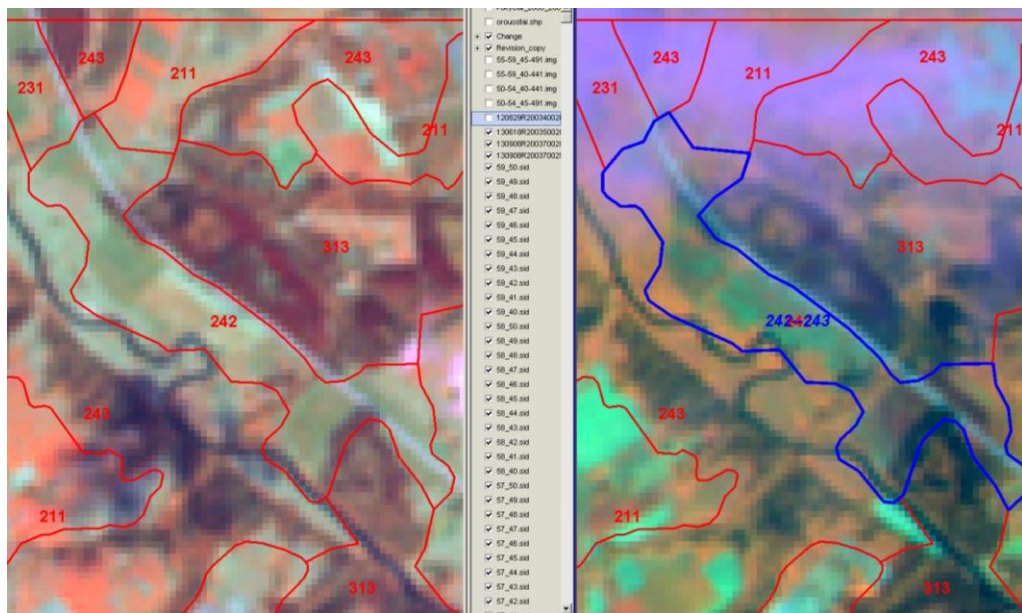 243
211
243
231
211
313
242
243
211
313
orouostai.shp
Change
Revision_copy
55-59_45-491.img
55-59_40-441.img
50-54_40-441.img
50-54_45-491.img
120829R20034002
130618R20035002
130908R20037002
130908R20037002
59_50.sid
59_49.sid
59_48.sid
59_47.sid
59_46.sid
59_45.sid
59_44.sid
59_43.sid
59_42.sid
59_41.sid
59_40.sid
58_50.sid
58_49.sid
58_48.sid
58_47.sid
58_46.sid
58_45.sid
58_44.sid
58_43.sid
58_42.sid
58_41.sid
58_40.sid
57_50.sid
57_49.sid
57_48.sid
57_47.sid
57_46.sid
57_45.sid
57_44.sid
57_43.sid
57_42.sid
243
211
231
211
313
242-243
243
211
313